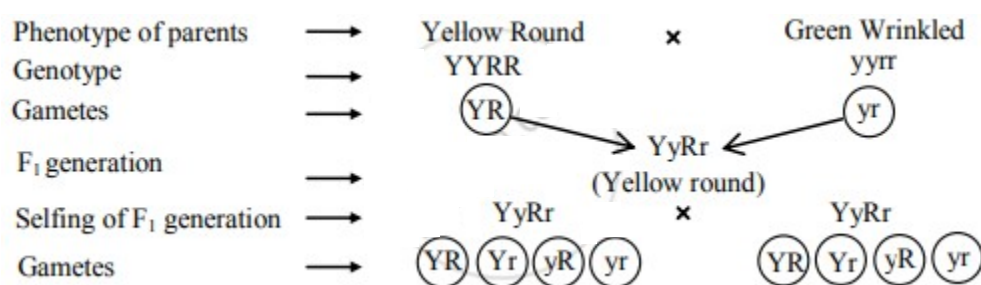 Phenotype of parents Yellow Round × Green Wrinkled
Genotype YYRR yyrr
Gametes YR yr
YyRr
F₁ generation
(Yellow round)
Selfing of F₁ generation YyRr × YyRr
Gametes YR Yr yR yr YR Yr yR yr